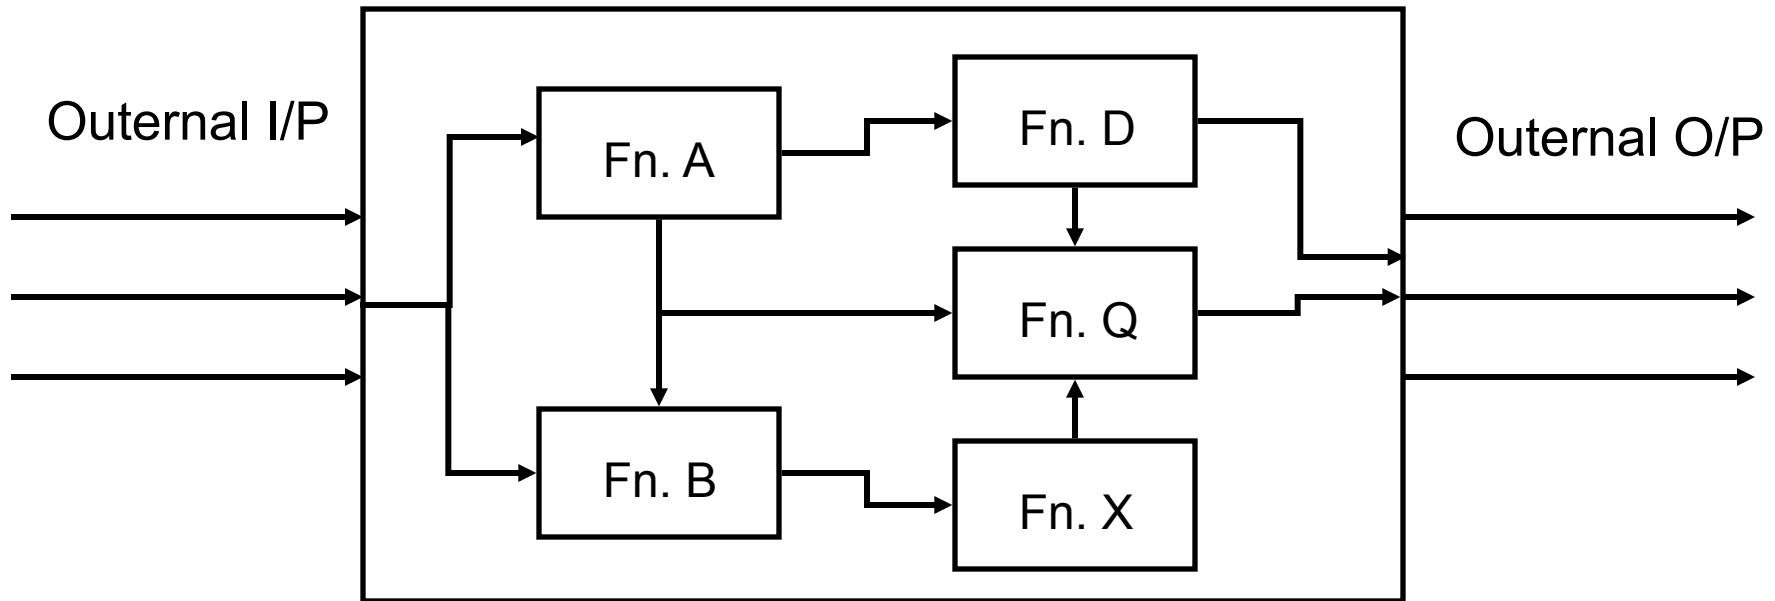 Outernal I/P
Fn. A
Fn. D
Outernal O/P
Fn. Q
Fn. B
Fn. X